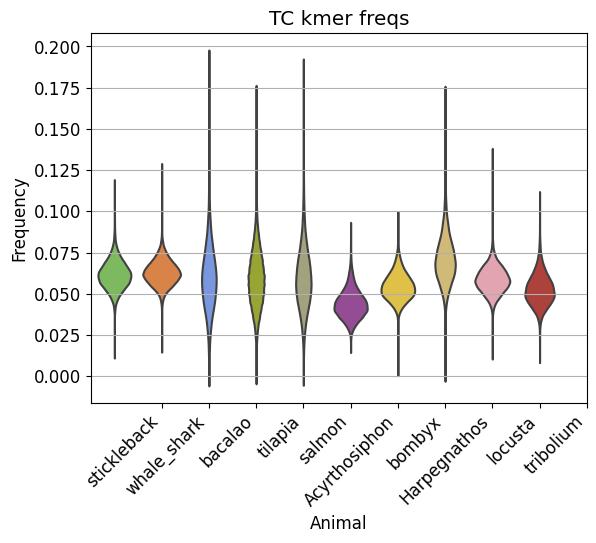 TC kmer freqs
0.200
0.175
0.150
0.125
0.100
0.075
0.050
0.025
0.000
Frequency
stickleback
whale_shark
bacalao
tilapia
salmon
Acyrthosiphon
bombyx
Harpegnathos
locusta
tribolium
Animal